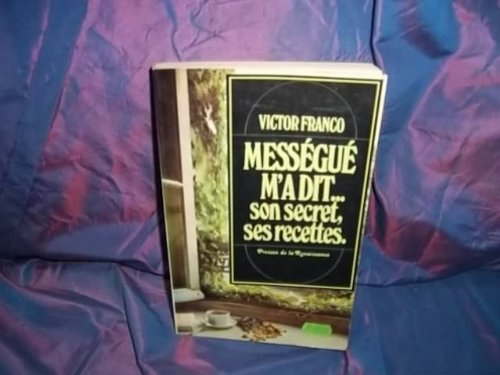 VICTOR FRANCO
MESSÉGUÉ
M'A DIT...
son secret,
ses recettes.
Presses de la Renaissance